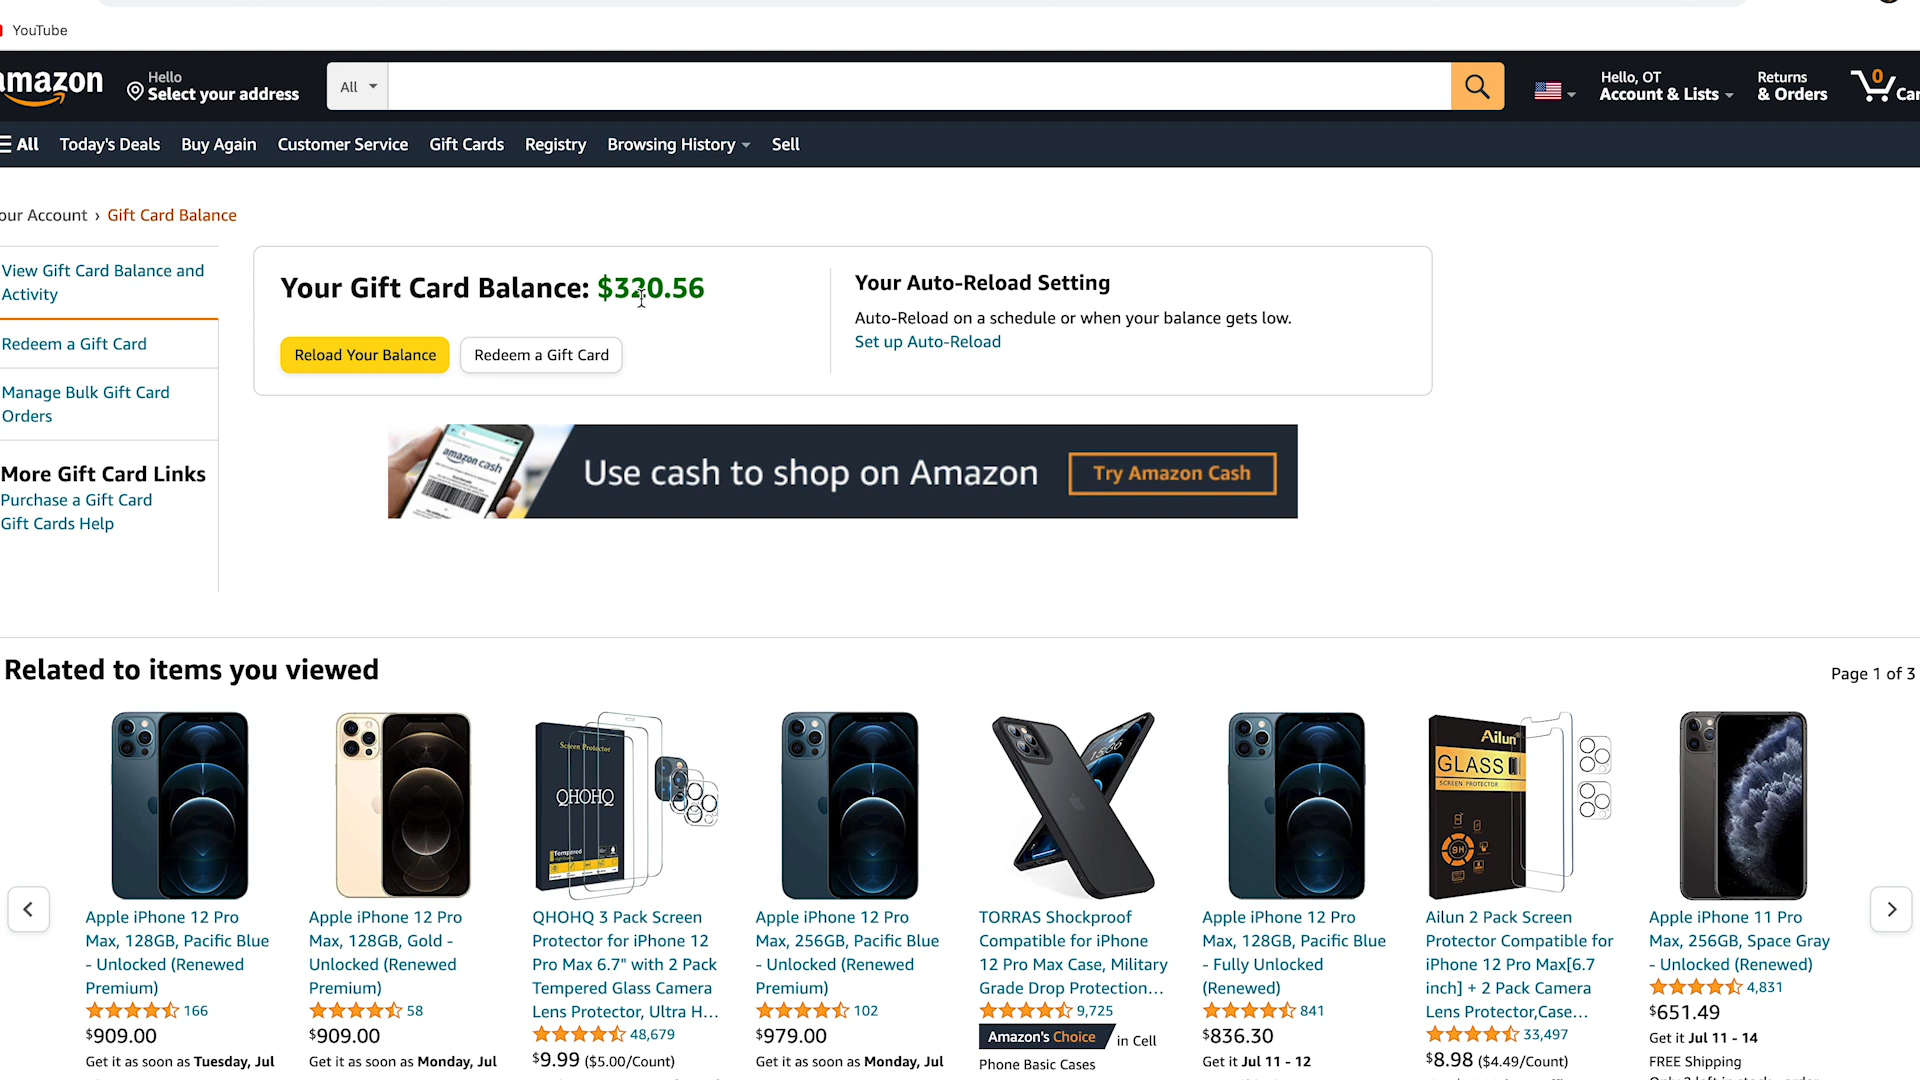 YouTube
amazon
Hello
Select your address
All
Hello, OT
Account & Lists
Returns
& Orders
0
All
Today's Deals
Buy Again
Customer Service
Gift Cards
Registry
Browsing History
Sell
our Account › Gift Card Balance
View Gift Card Balance and
Activity
Redeem a Gift Card
Manage Bulk Gift Card
Orders
More Gift Card Links
Purchase a Gift Card
Gift Cards Help
Your Gift Card Balance: $320.56
Reload Your Balance
Redeem a Gift Card
Your Auto-Reload Setting
Auto-Reload on a schedule or when your balance gets low.
Set up Auto-Reload
amazon cash
Use cash to shop on Amazon
Try Amazon Cash
Related to items you viewed
Page 1 of 3
Apple iPhone 12 Pro
Max, 128GB, Pacific Blue
- Unlocked (Renewed
Premium)
166
$909.00
Get it as soon as Tuesday, Jul
Apple iPhone 12 Pro
Max, 128GB, Gold -
Unlocked (Renewed
Premium)
58
$909.00
Get it as soon as Monday, Jul
Screen Protector
QHOHQ
Tempered
QHOHQ 3 Pack Screen
Protector for iPhone 12
Pro Max 6.7" with 2 Pack
Tempered Glass Camera
Lens Protector, Ultra H...
48,679
$9.99 ($5.00/Count)
Apple iPhone 12 Pro
Max, 256GB, Pacific Blue
- Unlocked (Renewed
Premium)
102
$979.00
Get it as soon as Monday, Jul
TORRAS Shockproof
Compatible for iPhone
12 Pro Max Case, Military
Grade Drop Protection...
9,725
Amazon's Choice in Cell
Phone Basic Cases
Apple iPhone 12 Pro
Max, 128GB, Pacific Blue
- Fully Unlocked
(Renewed)
841
$836.30
Get it Jul 11 - 12
Ailun
GLASS
SCREEN PROTECTOR
9H
Ailun 2 Pack Screen
Protector Compatible for
iPhone 12 Pro Max[6.7
inch] + 2 Pack Camera
Lens Protector,Case...
33,497
$8.98 ($4.49/Count)
Apple iPhone 11 Pro
Max, 256GB, Space Gray
- Unlocked (Renewed)
4,831
$651.49
Get it Jul 11 - 14
FREE Shipping